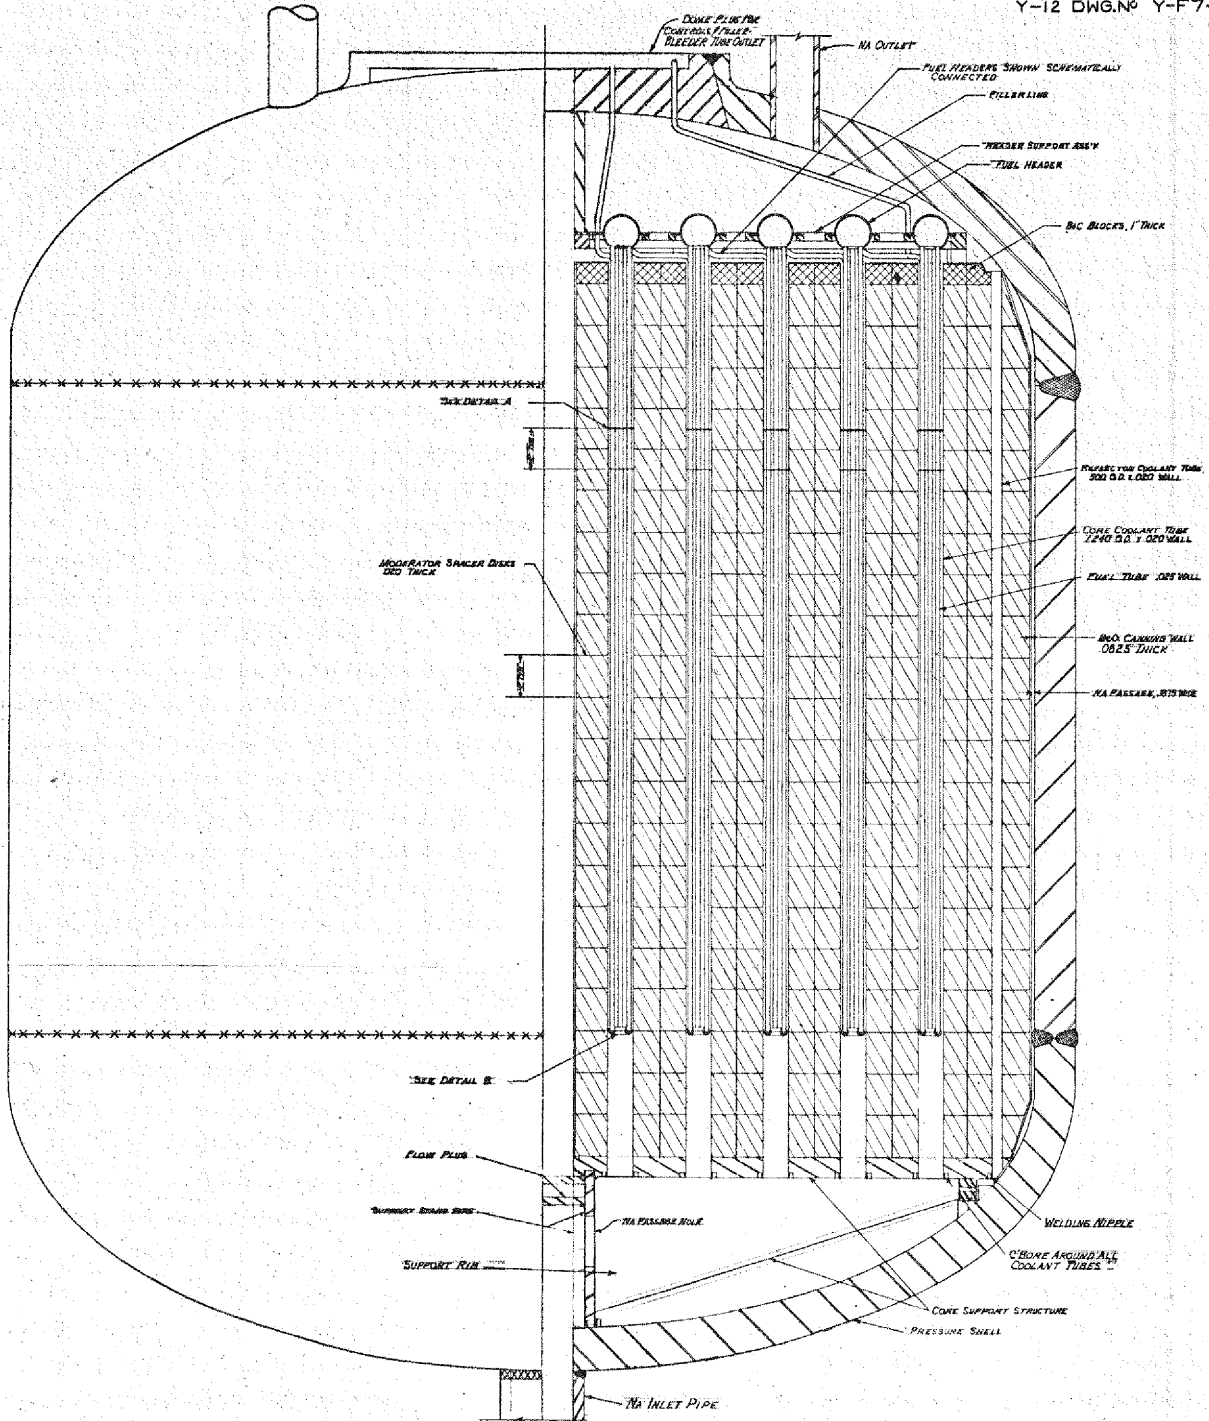 Y-12 DWG.Nº Y-F7-
DOME PLUG FOR
CONTROLS, FILLER-
BLEEDER TUBE OUTLET
NA OUTLET
FUEL HEADERS SHOWN SCHEMATICALLY
CONNECTED
FILLER LINE
HEADER SUPPORT ASS'Y
FUEL HEADER
B4C BLOCKS, 1" THICK
SEE DETAIL A
REFLECTOR COOLANT TUBE
.500 O.D. X .020 WALL
CORE COOLANT TUBE
1.240 O.D. X .020 WALL
MODERATOR SPACER DISKS
.020 THICK
FUEL TUBE .025 WALL
CANNING WALL
.0625 THICK
NA PASSAGE, WIDE
SEE DETAIL B
FLOW PLUG
SUPPORT
NA PASSAGE HOLE
WELDING NIPPLE
SUPPORT RIB
C'BORE AROUND ALL
COOLANT TUBES
CORE SUPPORT STRUCTURE
PRESSURE SHELL
NA INLET PIPE